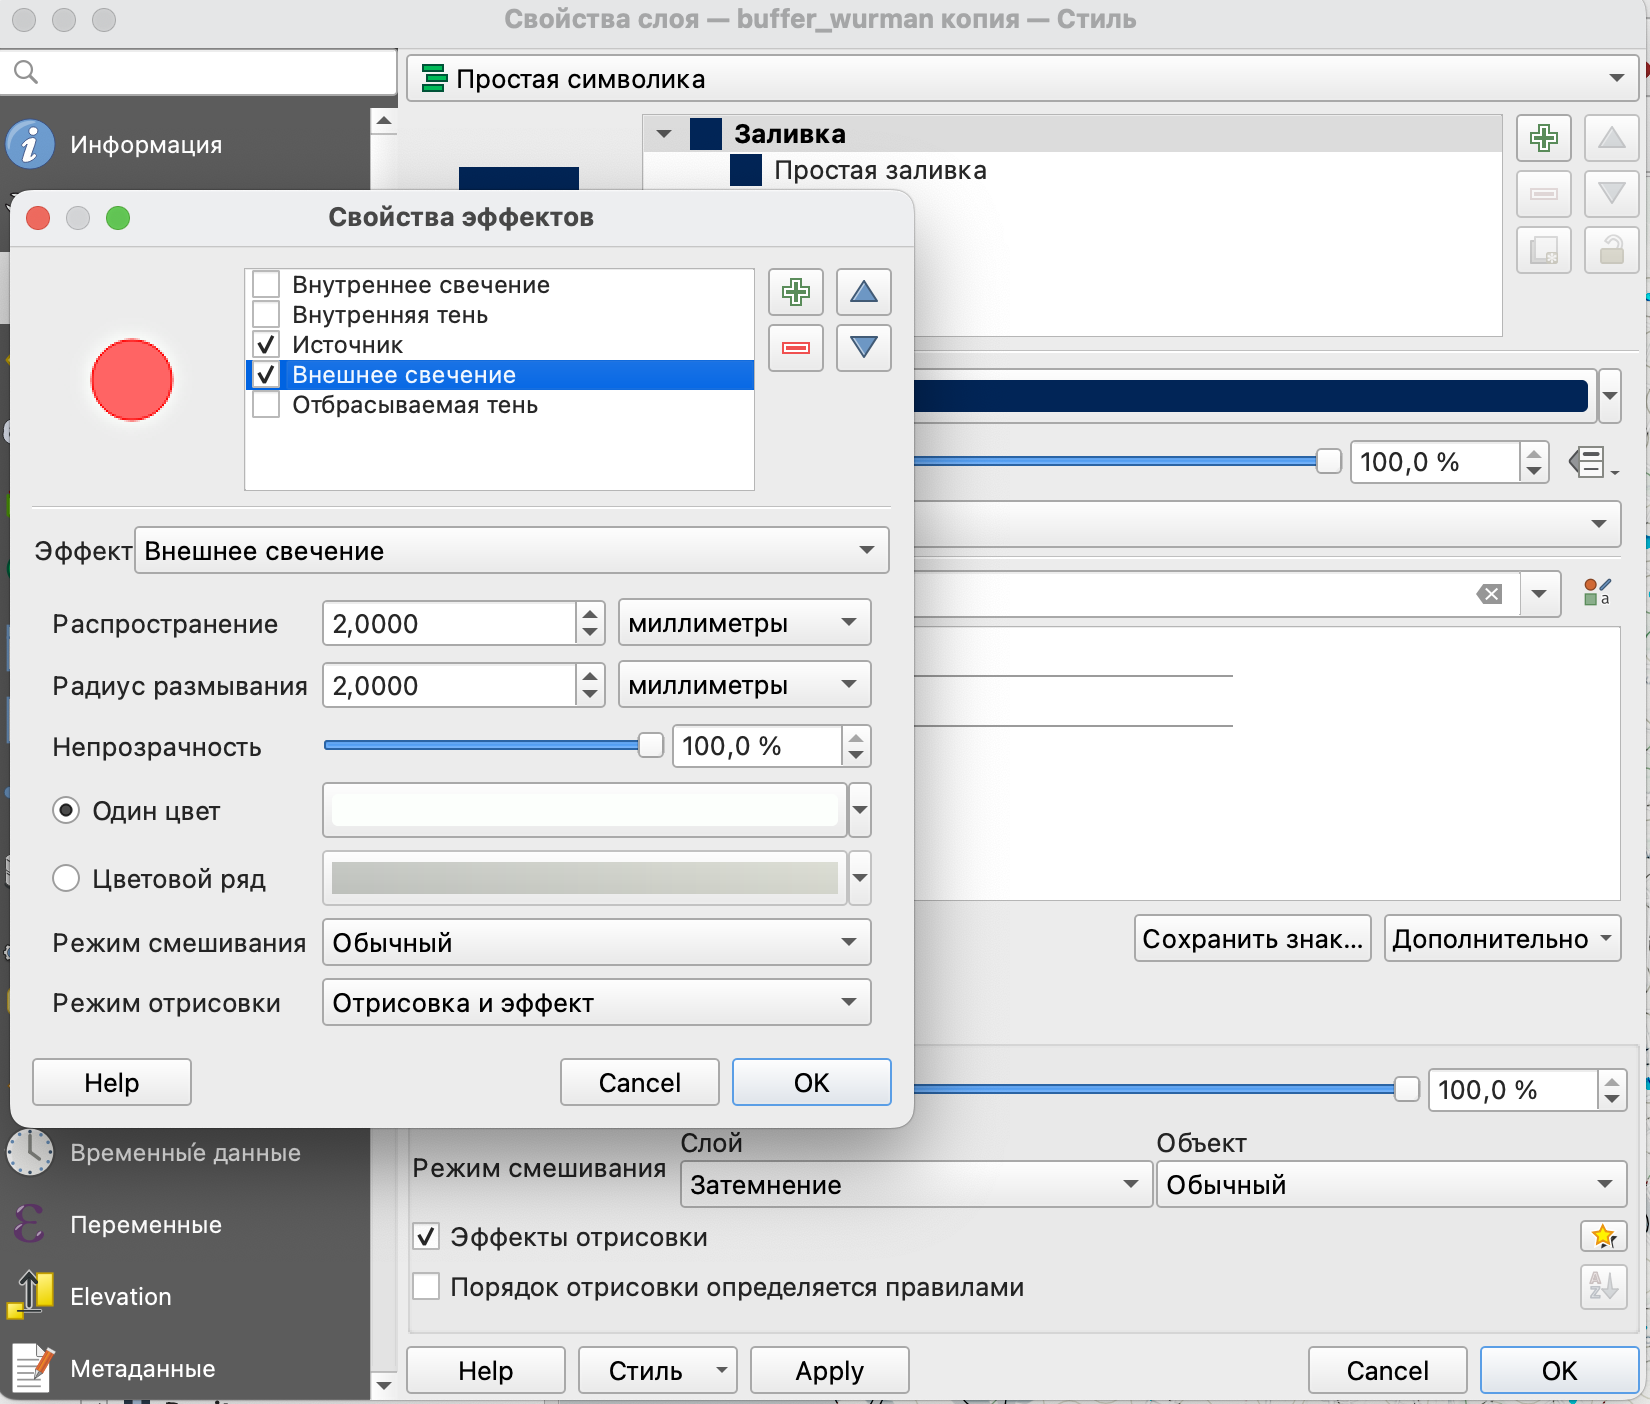 Свойства слоя — buffer_wurman копия — Стиль
Простая символика
Информация
Заливка
Простая заливка
Свойства эффектов
Внутреннее свечение
Внутренняя тень
Источник
Внешнее свечение
Отбрасываемая тень
100,0 %
Эффект
Внешнее свечение
Распространение
2,0000
миллиметры
Радиус размывания
2,0000
миллиметры
Непрозрачность
100,0 %
Один цвет
Цветовой ряд
Сохранить знак...
Дополнительно
Режим смешивания
Обычный
Режим отрисовки
Отрисовка и эффект
Help
Cancel
OK
100,0 %
Временны́е данные
Слой
Объект
Режим смешивания
Затемнение
Обычный
Переменные
Эффекты отрисовки
Порядок отрисовки определяется правилами
Elevation
Метаданные
Help
Стиль
Apply
Cancel
OK